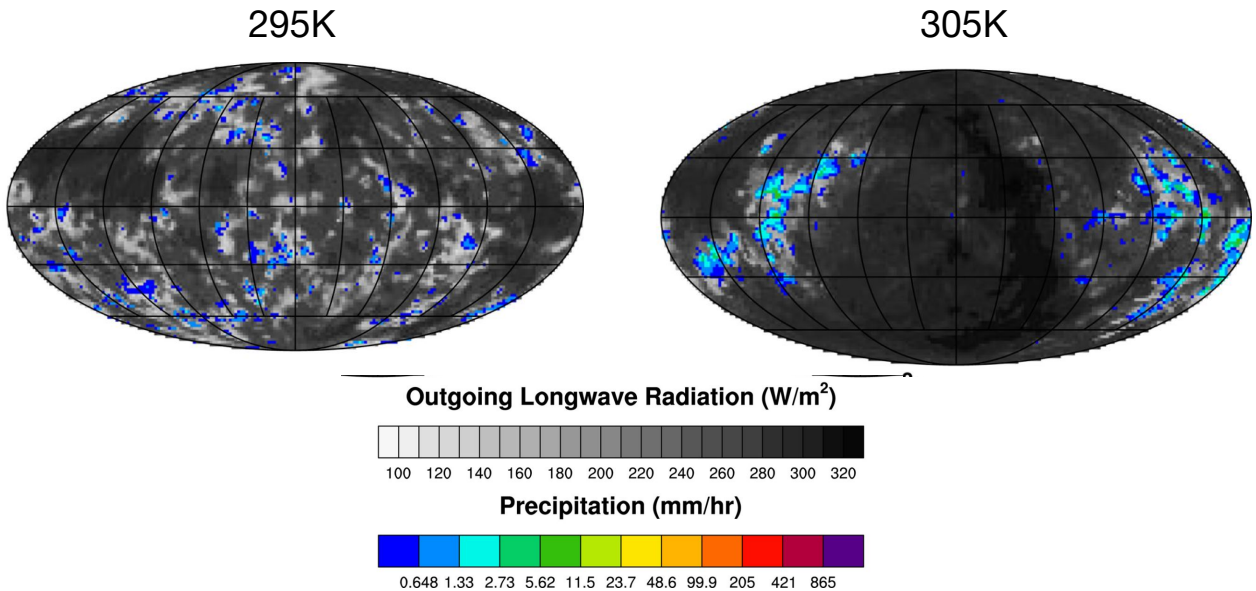 295K 305K
Outgoing Longwave Radiation (W/m²)
100 120 140 160 180 200 220 240 260 280 300 320
Precipitation (mm/hr)
0.648 1.33 2.73 5.62 11.5 23.7 48.6 99.9 205 421 865